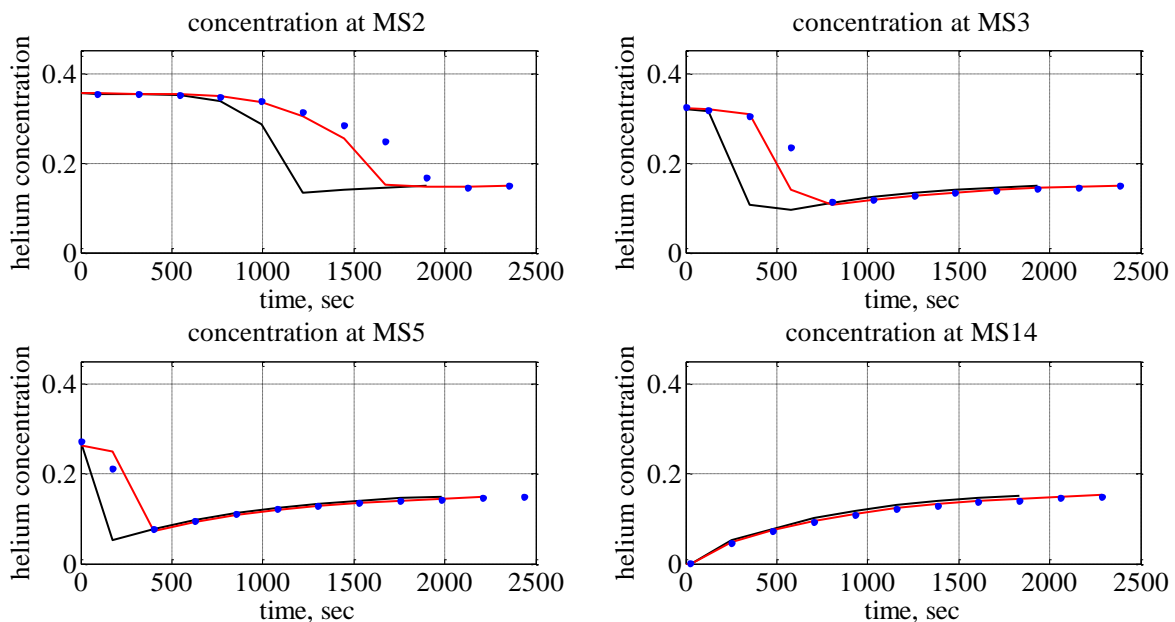 concentration at MS2
helium concentration
0.4
0.2
0
0 500 1000 1500 2000 2500
time, sec
concentration at MS3
helium concentration
0.4
0.2
0
0 500 1000 1500 2000 2500
time, sec
concentration at MS5
helium concentration
0.4
0.2
0
0 500 1000 1500 2000 2500
time, sec
concentration at MS14
helium concentration
0.4
0.2
0
0 500 1000 1500 2000 2500
time, sec